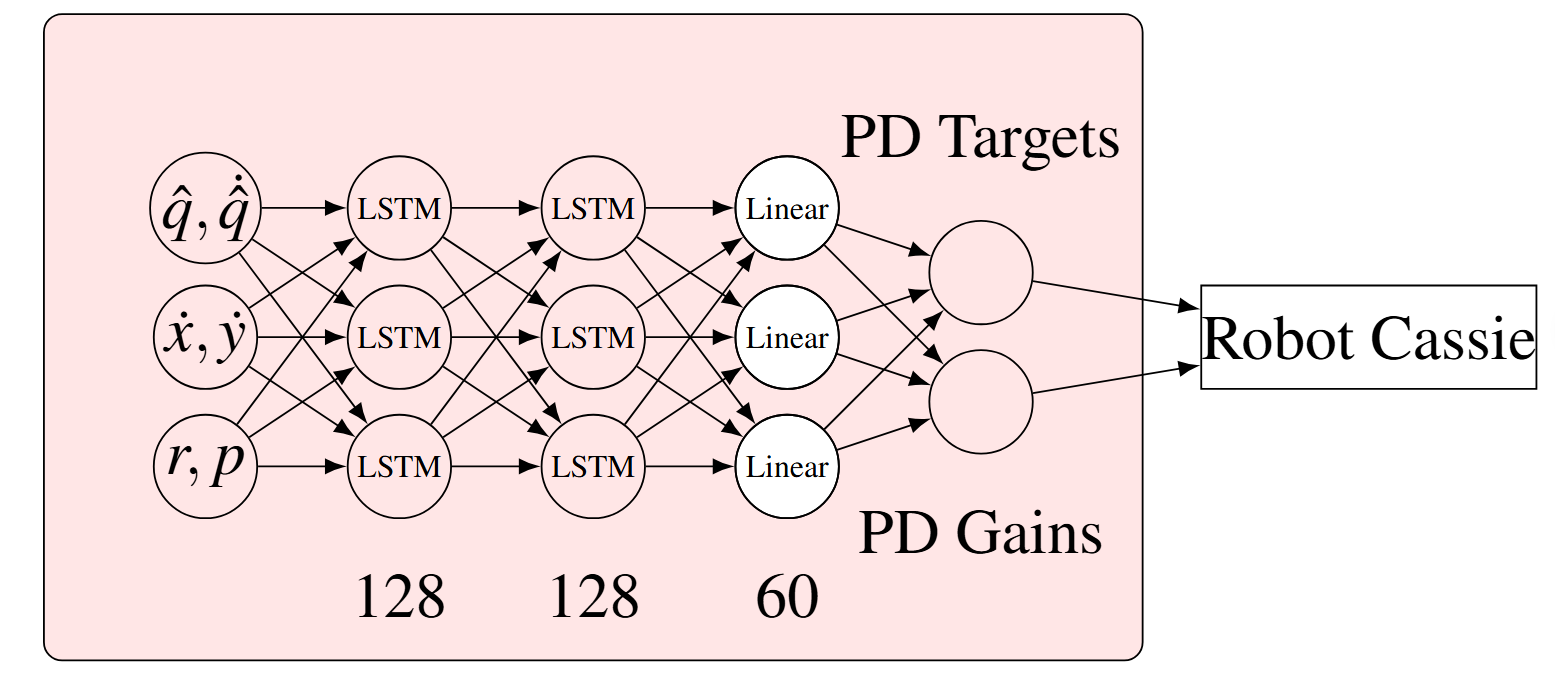 PD Targets
q̂, q̂̇ LSTM LSTM Linear
ẋ, ẏ LSTM LSTM Linear
Robot Cassie
r, p LSTM LSTM Linear
PD Gains
128 128 60